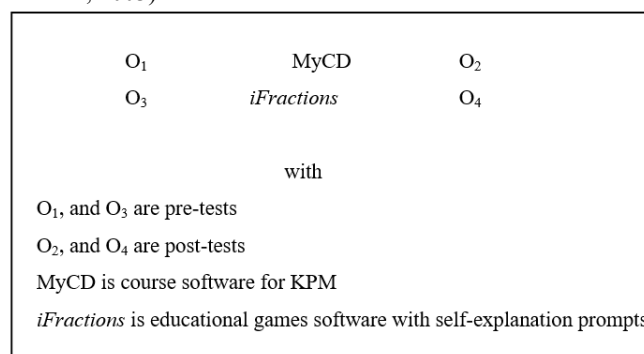 O₁ MyCD O₂
O₃ iFractions O₄
with
O₁, and O₃ are pre-tests
O₂, and O₄ are post-tests
MyCD is course software for KPM
iFractions is educational games software with self-explanation prompts